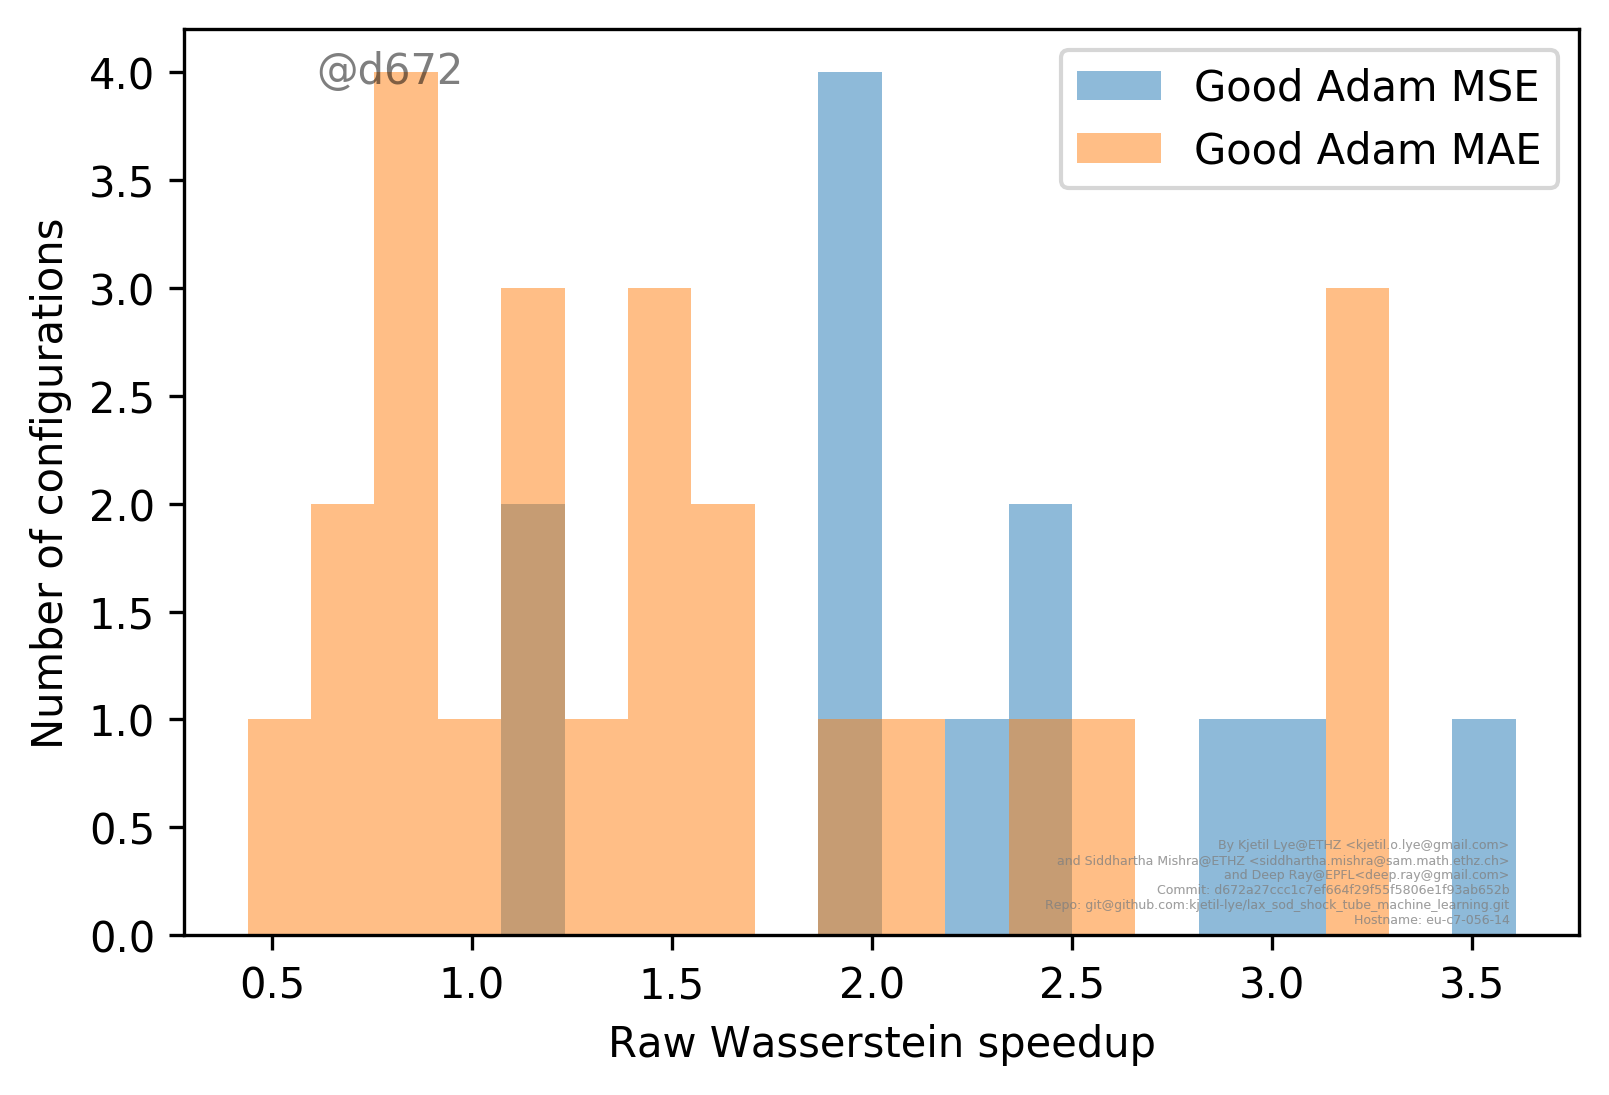 @d672
Good Adam MSE
Good Adam MAE
4.0
3.5
3.0
2.5
2.0
1.5
1.0
0.5
0.0
Number of configurations
By Kjetil Lye@ETHZ <kjetil.o.lye@gmail.com>
and Siddhartha Mishra@ETHZ <siddhartha.mishra@sam.math.ethz.ch>
and Deep Ray@EPFL<deep.ray@gmail.com>
Commit: d672a27ccc1c7ef664f29f55f5806e1f93ab652b
Repo: git@github.com:kjetil-lye/lax_sod_shock_tube_machine_learning.git
Hostname: eu-c7-056-14
0.5 1.0 1.5 2.0 2.5 3.0 3.5
Raw Wasserstein speedup